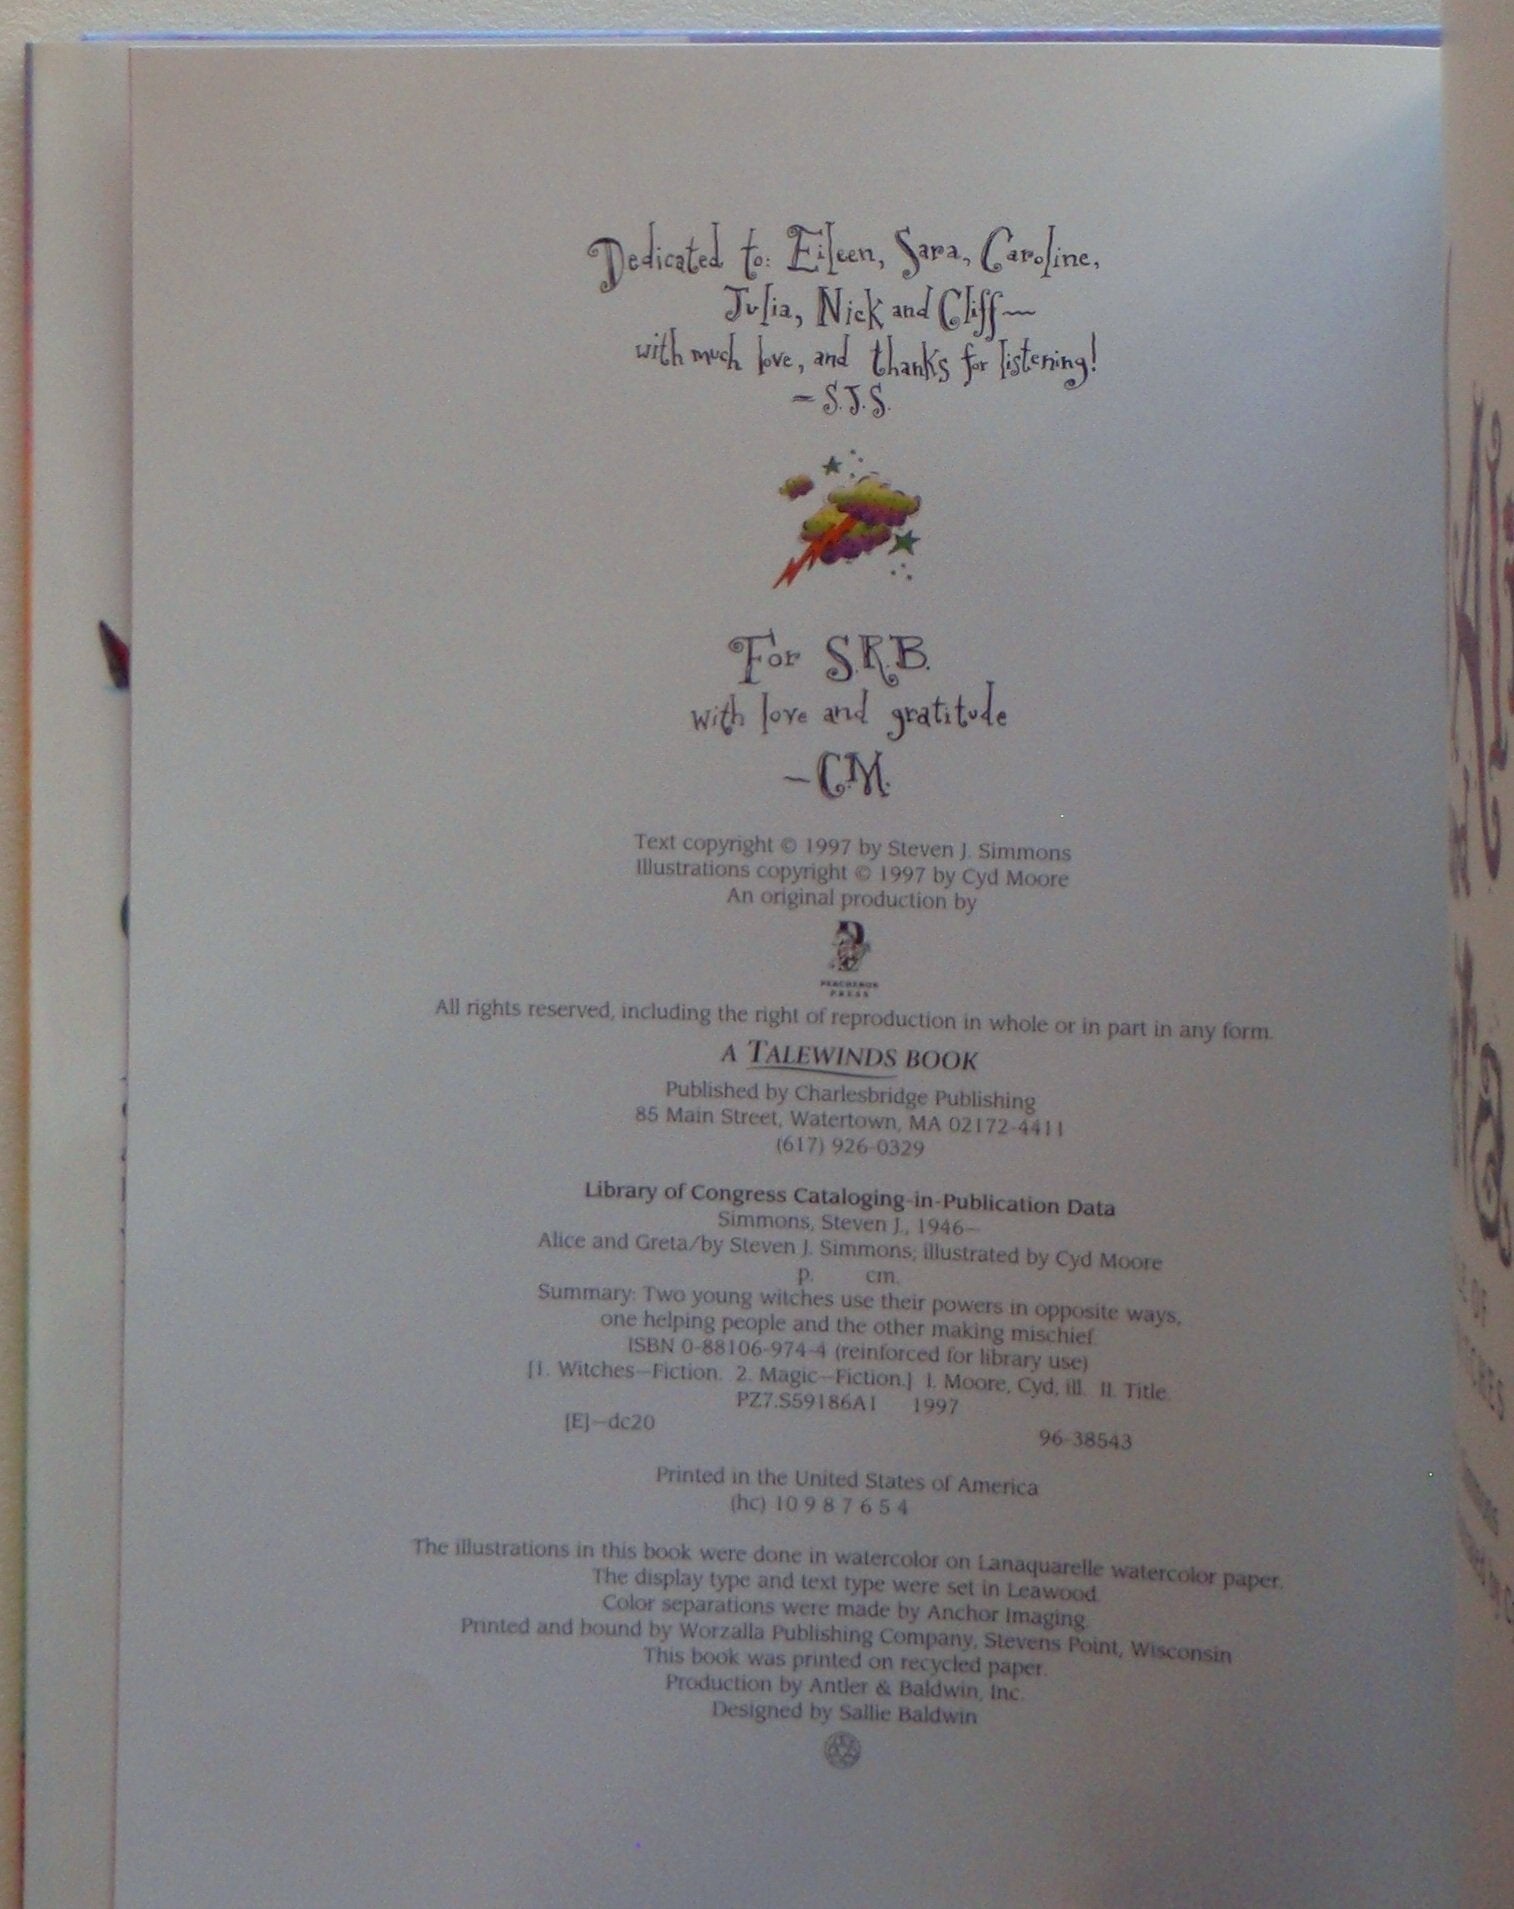 Dedicated to: Eileen, Sara, Caroline,
Julia, Nick and Cliff—
with much love, and thanks for listening!
— S.J.S.
For S.R.B.
with love and gratitude
— C.M.
Text copyright © 1997 by Steven J. Simmons
Illustrations copyright © 1997 by Cyd Moore
An original production by
PEACHTREE
PRESS
All rights reserved, including the right of reproduction in whole or in part in any form.
A TALEWINDS BOOK
Published by Charlesbridge Publishing
85 Main Street, Watertown, MA 02172-4411
(617) 926-0329
Library of Congress Cataloging-in-Publication Data
Simmons, Steven J., 1946–
Alice and Greta/by Steven J. Simmons; illustrated by Cyd Moore
p. cm.
Summary: Two young witches use their powers in opposite ways,
one helping people and the other making mischief.
ISBN 0-88106-974-4 (reinforced for library use)
[1. Witches—Fiction. 2. Magic—Fiction.] I. Moore, Cyd, ill. II. Title.
PZ7.S59186A1 1997
[E]—dc20
96-38543
Printed in the United States of America
(hc) 10 9 8 7 6 5 4
The illustrations in this book were done in watercolor on Lanaquarelle watercolor paper.
The display type and text type were set in Leawood.
Color separations were made by Anchor Imaging.
Printed and bound by Worzalla Publishing Company, Stevens Point, Wisconsin
This book was printed on recycled paper.
Production by Antler & Baldwin, Inc.
Designed by Sallie Baldwin